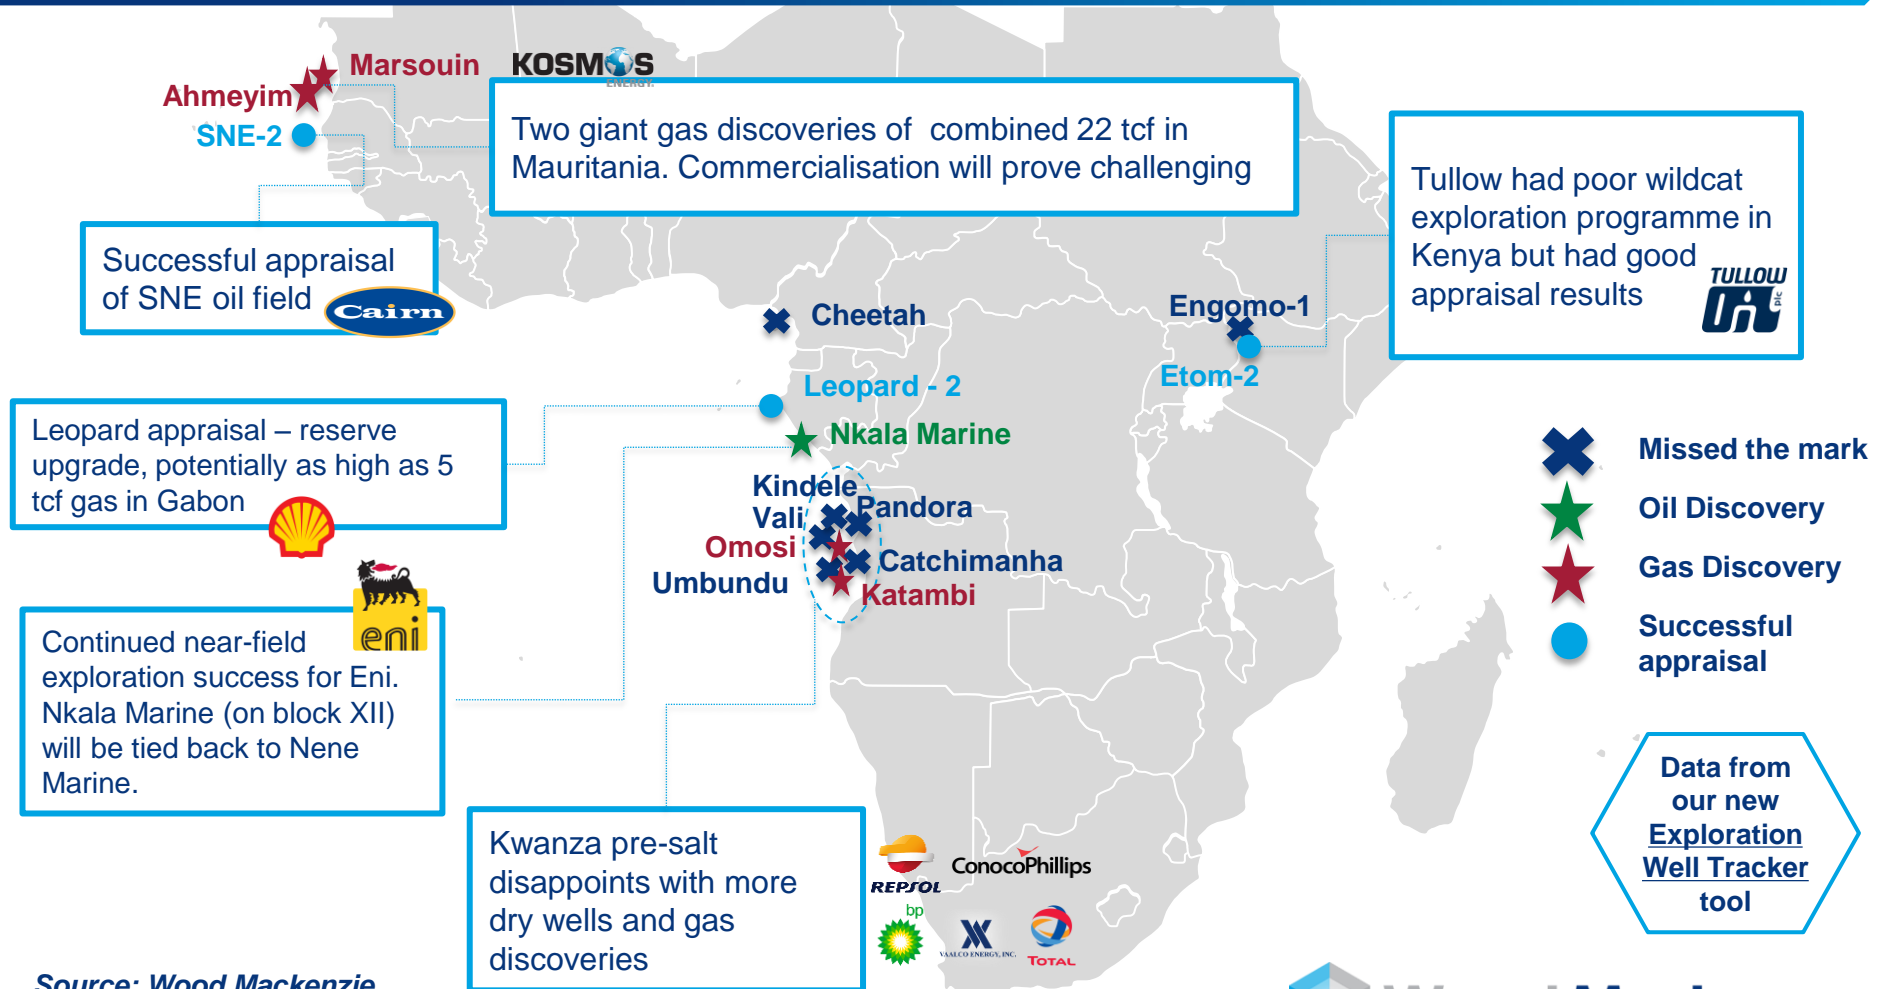 Marsouin
Ahmeyim
SNE-2
KOSMOS
ENERGY.
Two giant gas discoveries of combined 22 tcf in
Mauritania. Commercialisation will prove challenging
Tullow had poor wildcat
exploration programme in
Kenya but had good
appraisal results
TULLOW
OIL
plc
Successful appraisal
of SNE oil field
Cairn
Cheetah
Engomo-1
Etom-2
Leopard - 2
Nkala Marine
Leopard appraisal – reserve
upgrade, potentially as high as 5
tcf gas in Gabon
Kindele
Pandora
Vali
Omosi
Catchimanha
Umbundu
Katambi
Missed the mark
Oil Discovery
Gas Discovery
Successful
appraisal
eni
Continued near-field
exploration success for Eni.
Nkala Marine (on block XII)
will be tied back to Nene
Marine.
Data from
our new
Exploration
Well Tracker
tool
Kwanza pre-salt
disappoints with more
dry wells and gas
discoveries
REPSOL
ConocoPhillips
bp
VAALCO ENERGY, INC.
TOTAL
Source: Wood Mackenzie